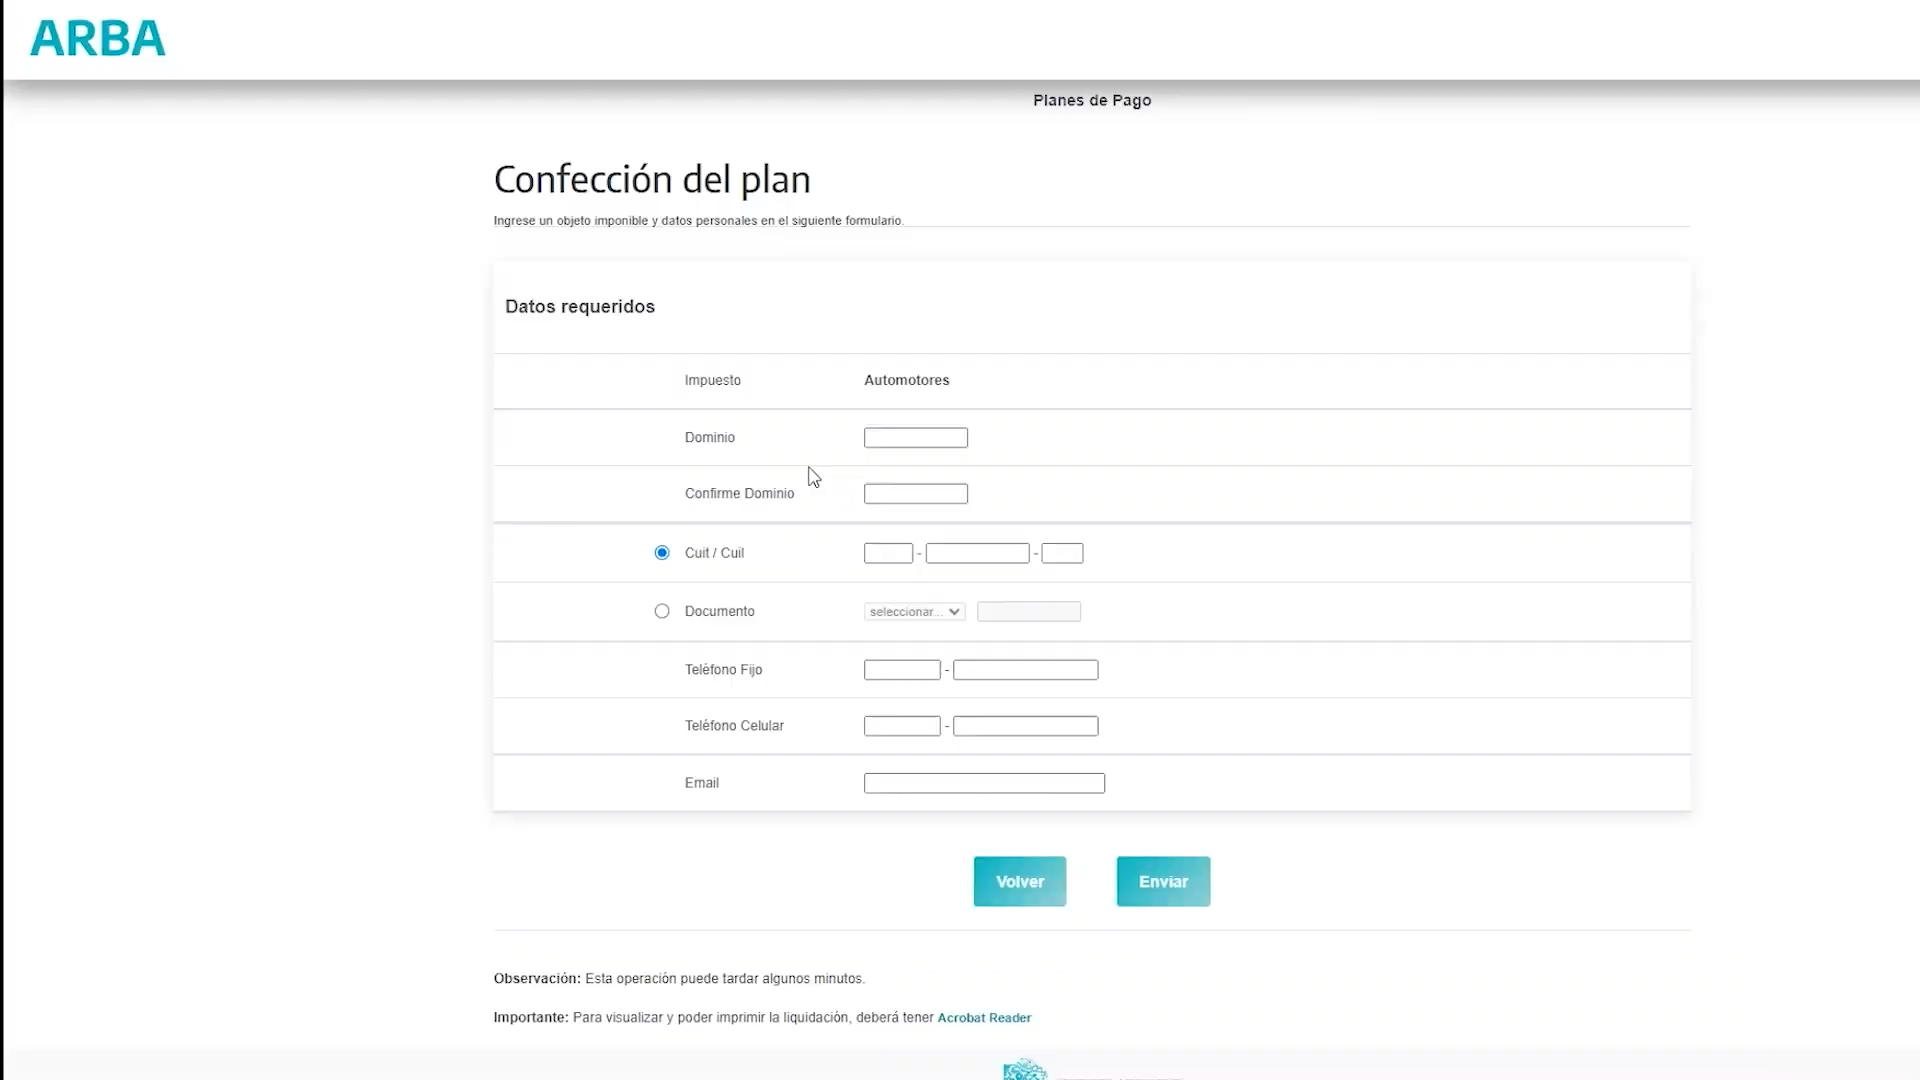 ARBA
Planes de Pago
Confección del plan
Ingrese un objeto imponible y datos personales en el siguiente formulario.
Datos requeridos
Impuesto Automotores
Dominio
Confirme Dominio
Cuit / Cuil - -
Documento seleccionar...
Teléfono Fijo -
Teléfono Celular -
Email
Volver Enviar
Observación: Esta operación puede tardar algunos minutos.
Importante: Para visualizar y poder imprimir la liquidación, deberá tener Acrobat Reader